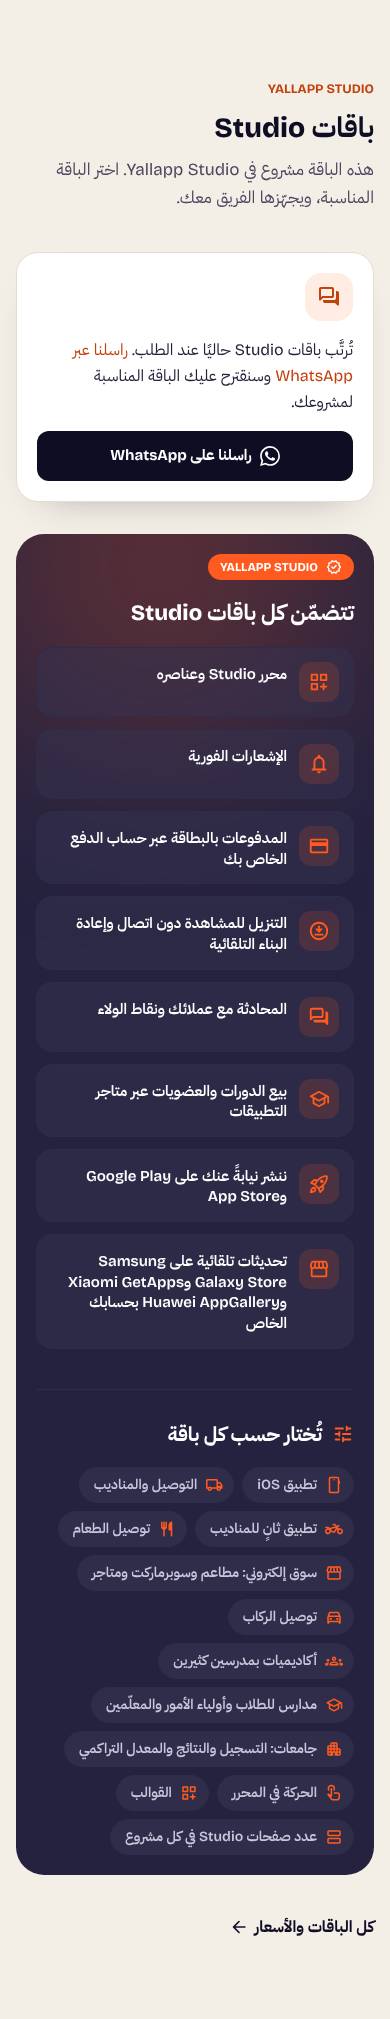 YALLAPP STUDIO
باقات Studio
هذه الباقة مشروع في Yallapp Studio. اختر الباقة
المناسبة، ويجهّزها الفريق معك.
تُرتَّب باقات Studio حاليًا عند الطلب. راسلنا عبر
WhatsApp وسنقترح عليك الباقة المناسبة
لمشروعك.
راسلنا على WhatsApp
YALLAPP STUDIO
تتضمّن كل باقات Studio
محرر Studio وعناصره
الإشعارات الفورية
المدفوعات بالبطاقة عبر حساب الدفع
الخاص بك
التنزيل للمشاهدة دون اتصال وإعادة
البناء التلقائية
المحادثة مع عملائك ونقاط الولاء
بيع الدورات والعضويات عبر متاجر
التطبيقات
ننشر نيابةً عنك على Google Play
وApp Store
تحديثات تلقائية على Samsung
Galaxy Store وXiaomi GetApps
وHuawei AppGallery بحسابك
الخاص
تُختار حسب كل باقة
تطبيق iOS
التوصيل والمناديب
تطبيق ثانٍ للمناديب
توصيل الطعام
سوق إلكتروني: مطاعم وسوبرماركت ومتاجر
توصيل الركاب
أكاديميات بمدرسين كثيرين
مدارس للطلاب وأولياء الأمور والمعلّمين
جامعات: التسجيل والنتائج والمعدل التراكمي
الحركة في المحرر
القوالب
عدد صفحات Studio في كل مشروع
كل الباقات والأسعار